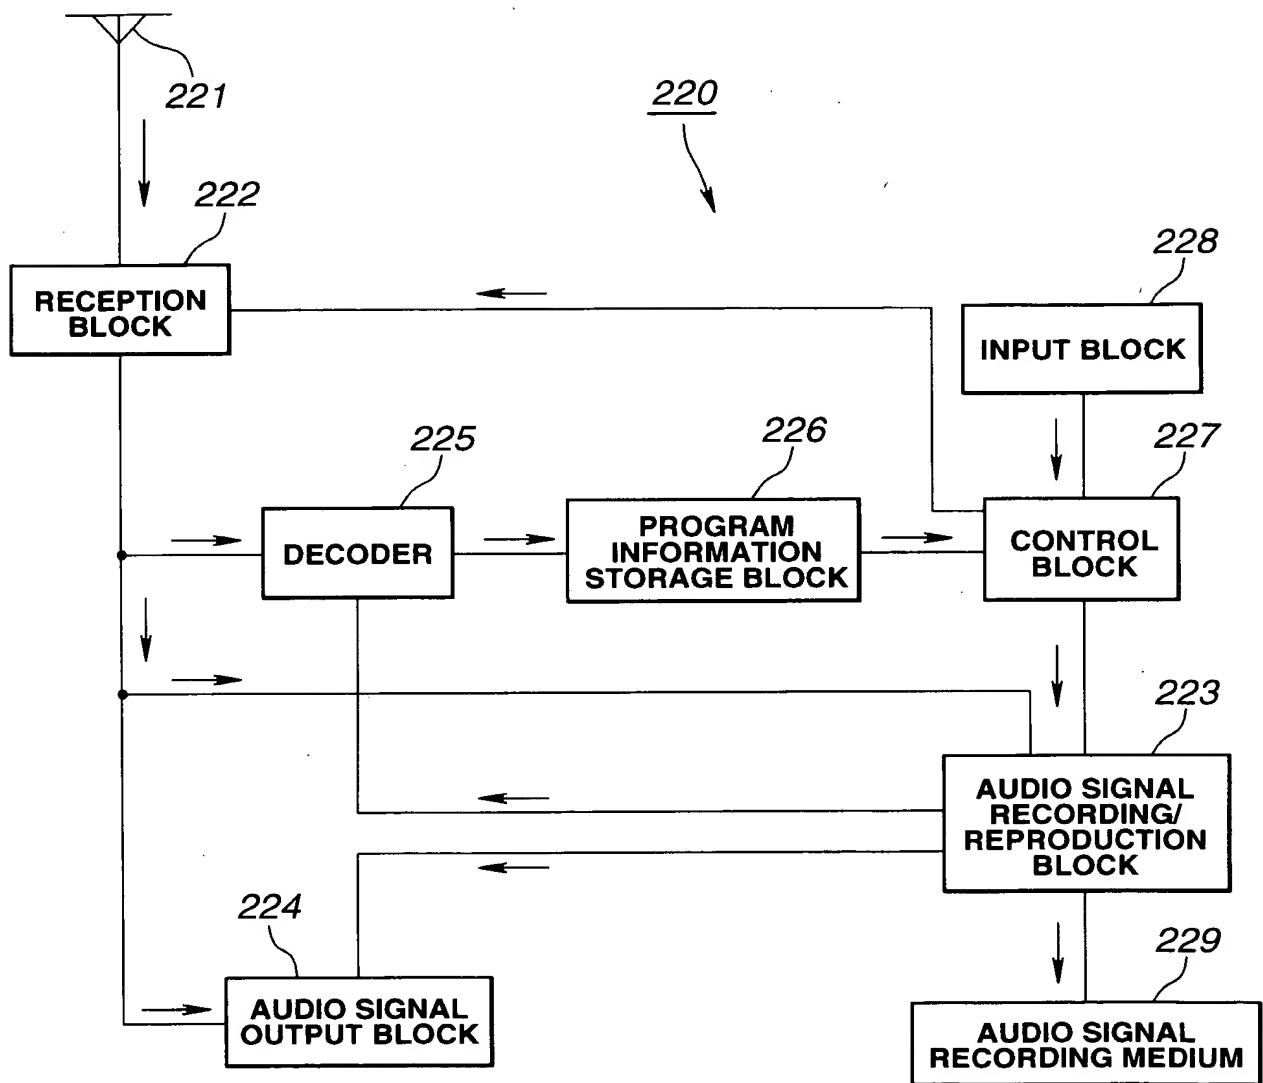 221
220
222
228
RECEPTION
BLOCK
INPUT BLOCK
225
226
227
DECODER
PROGRAM
INFORMATION
STORAGE BLOCK
CONTROL
BLOCK
223
AUDIO SIGNAL
RECORDING/
REPRODUCTION
BLOCK
224
229
AUDIO SIGNAL
OUTPUT BLOCK
AUDIO SIGNAL
RECORDING MEDIUM